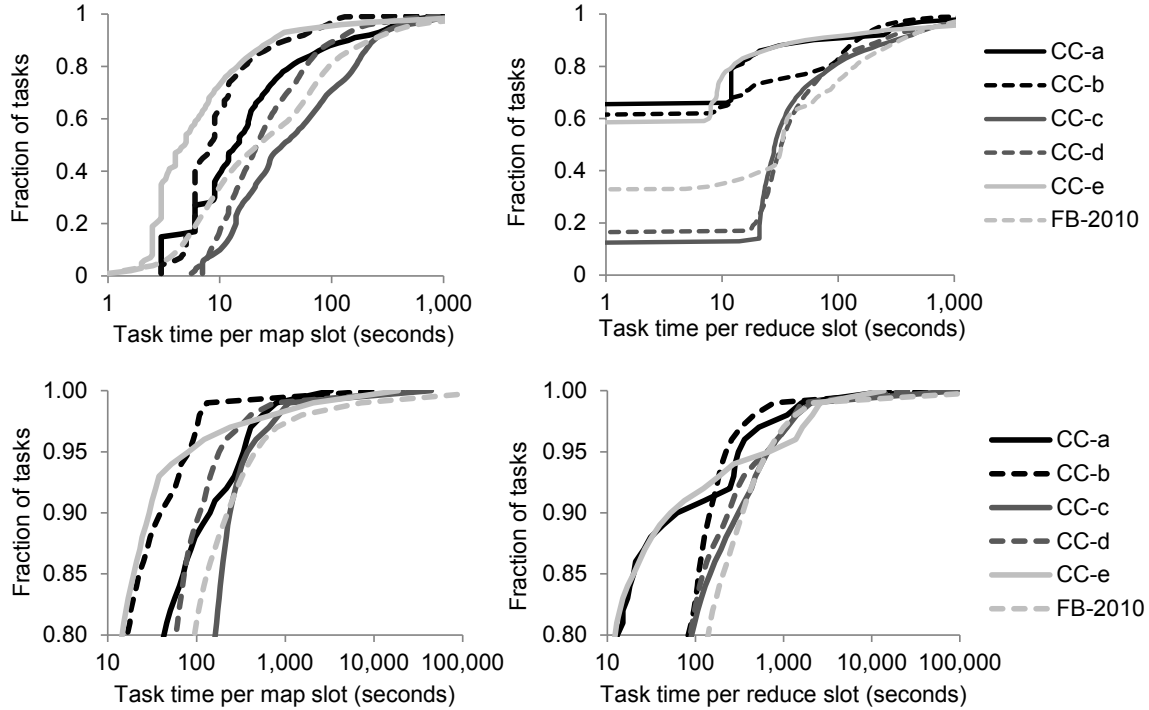 1
0.8
0.6
0.4
0.2
0
Fraction of tasks
1
10
100
1,000
Task time per map slot (seconds)
1
0.8
0.6
0.4
0.2
0
Fraction of tasks
1
10
100
1,000
Task time per reduce slot (seconds)
CC-a
CC-b
CC-c
CC-d
CC-e
FB-2010
1.00
0.95
0.90
0.85
0.80
Fraction of tasks
10
100
1,000
10,000
100,000
Task time per map slot (seconds)
1.00
0.95
0.90
0.85
0.80
Fraction of tasks
10
100
1,000
10,000
100,000
Task time per reduce slot (seconds)
CC-a
CC-b
CC-c
CC-d
CC-e
FB-2010